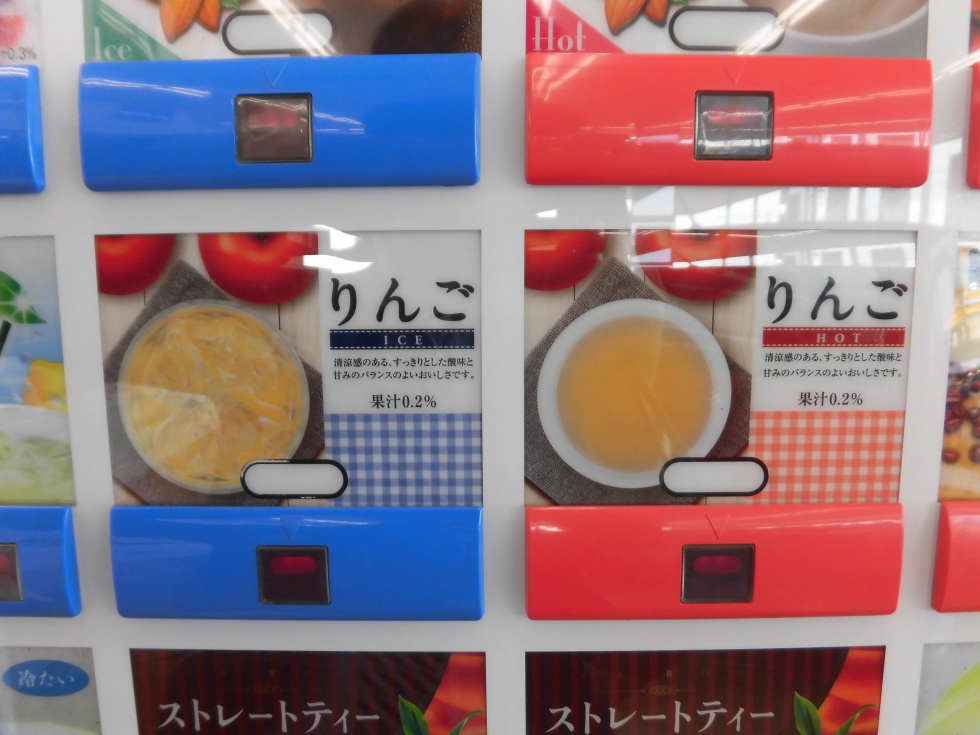 Ice
Hot
0.3%
りんご
ICE
清涼感のある、すっきりとした酸味と
甘みのバランスのよいおいしさです。
果汁0.2%
りんご
HOT
清涼感のある、すっきりとした酸味と
甘みのバランスのよいおいしさです。
果汁0.2%
冷たい
ストレートティー
ストレートティー